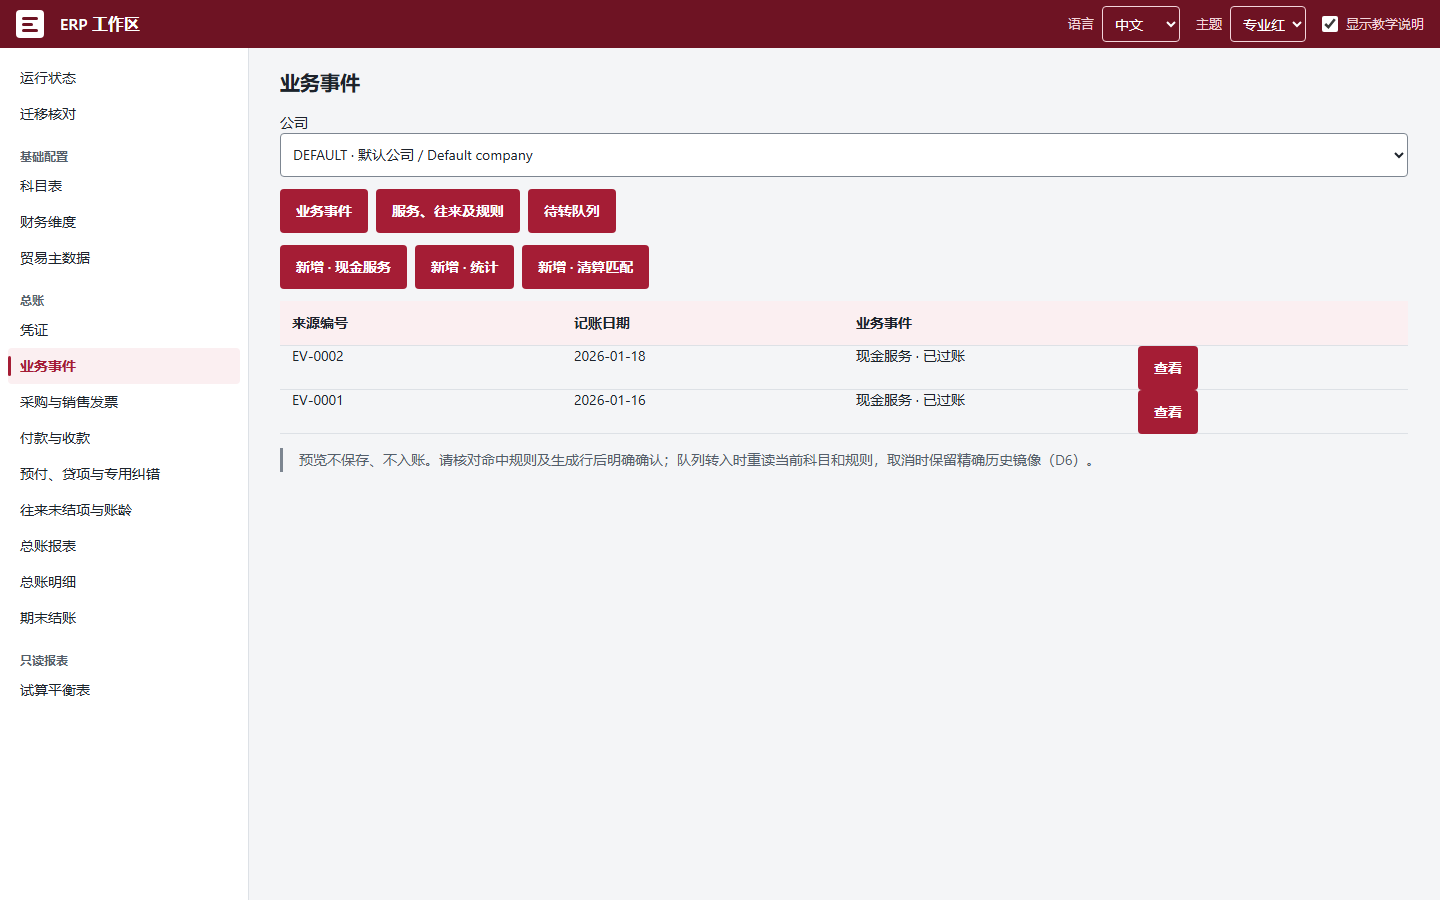 ERP 工作区
语言 中文 主题 专业红 显示教学说明
运行状态
迁移核对
基础配置
科目表
财务维度
贸易主数据
总账
凭证
业务事件
采购与销售发票
付款与收款
预付、贷项与专用纠错
往来未结项与账龄
总账报表
总账明细
期末结账
只读报表
试算平衡表
业务事件
公司
DEFAULT · 默认公司 / Default company
业务事件 服务、往来及规则 待转队列
新增 · 现金服务 新增 · 统计 新增 · 清算匹配
来源编号 记账日期 业务事件
EV-0002 2026-01-18 现金服务 · 已过账 查看
EV-0001 2026-01-16 现金服务 · 已过账 查看
预览不保存、不入账。请核对命中规则及生成行后明确确认；队列转入时重读当前科目和规则，取消时保留精确历史镜像（D6）。